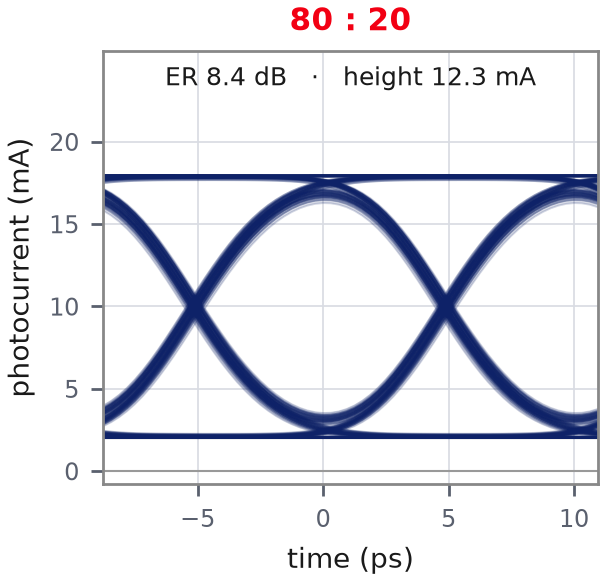 80 : 20
ER 8.4 dB · height 12.3 mA
photocurrent (mA)
20
15
10
5
0
−5 0 5 10
time (ps)